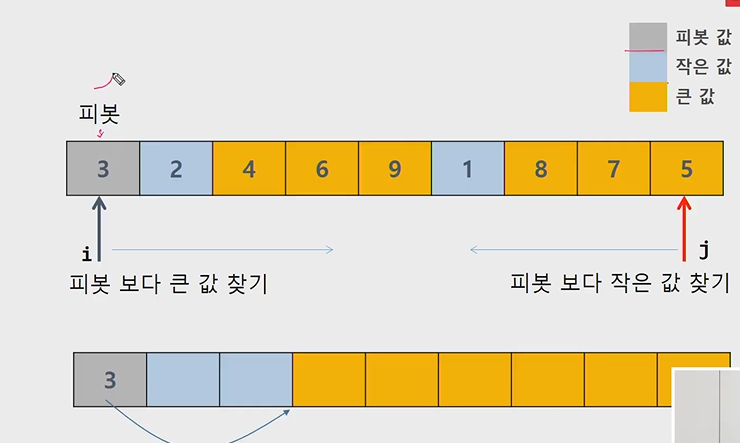 피봇 값
작은 값
큰 값
피봇
3 2 4 6 9 1 8 7 5
i
j
피봇 보다 큰 값 찾기
피봇 보다 작은 값 찾기
3